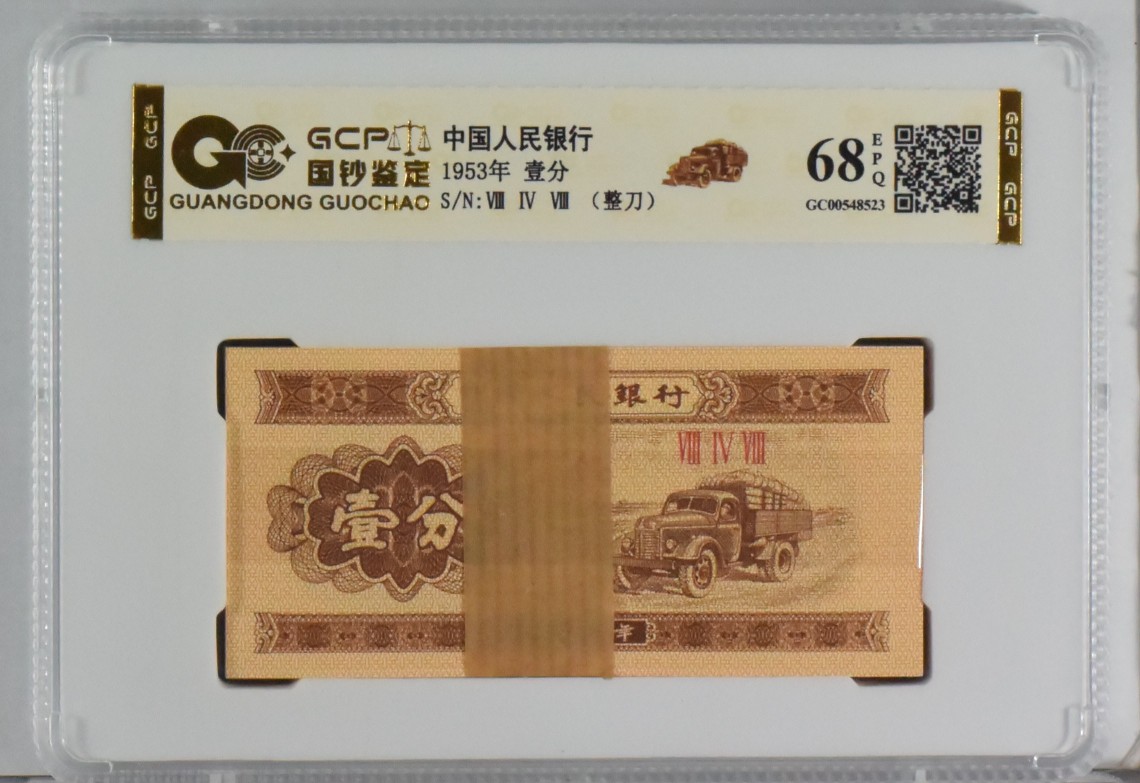 GCP
GCP
GCP
国钞鉴定
GUANGDONG GUOCHAO
中国人民银行
1953年 壹分
S/N:Ⅷ Ⅳ Ⅷ （整刀）
68
EPQ
GC00548523
GCP
GCP
銀行
Ⅷ Ⅳ Ⅷ
壹分
年